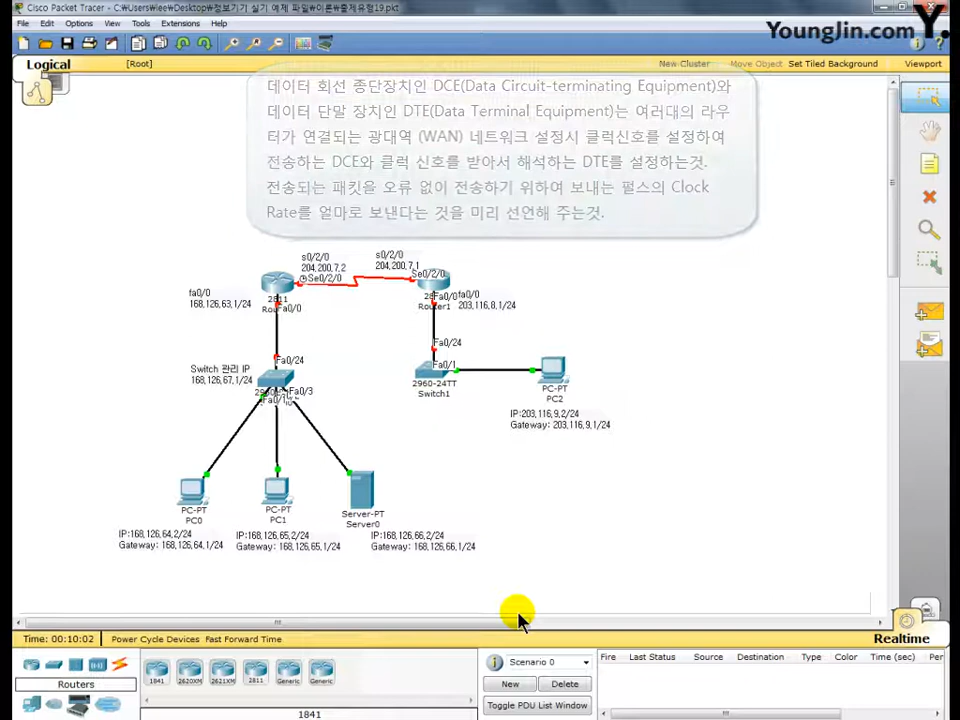 Cisco Packet Tracer - C:\Users\lee\Desktop\정보기기 실기 예제 파일\이론\출제유형19.pkt
File Edit Options View Tools Extensions Help
YoungJin.com Y.
Logical [Root] New Cluster Move Object Set Tiled Background Viewport
데이터 회선 종단장치인 DCE(Data Circuit-terminating Equipment)와
데이터 단말 장치인 DTE(Data Terminal Equipment)는 여러대의 라우
터가 연결되는 광대역 (WAN) 네트워크 설정시 클럭신호를 설정하여
전송하는 DCE와 클럭 신호를 받아서 해석하는 DTE를 설정하는것.
전송되는 패킷을 오류 없이 전송하기 위하여 보내는 펄스의 Clock
Rate를 얼마로 보낸다는 것을 미리 선언해 주는것.
s0/2/0
204,200,7,2
Se0/2/0
s0/2/0
204,200,7,1
Se0/2/0
fa0/0
168,126,63,1/24
2811
Fa0/0
Fa0/0
Router1
fa0/0
203,116,8,1/24
Fa0/24
Fa0/24
Switch 관리 IP
168,126,67,1/24
Fa0/3
Fa0/1
Fa0/1
2960-24TT
Switch1
PC-PT
PC2
IP:203,116,9,2/24
Gateway: 203,116,9,1/24
PC-PT
PC0
IP:168,126,64,2/24
Gateway: 168,126,64,1/24
PC-PT
PC1
IP:168,126,65,2/24
Gateway: 168,126,65,1/24
Server-PT
Server0
IP:168,126,66,2/24
Gateway: 168,126,66,1/24
Time: 00:10:02 Power Cycle Devices Fast Forward Time Realtime
Routers
1841 2620XM 2621XM 2811 Generic Generic
1841
Scenario 0
New Delete
Toggle PDU List Window
Fire Last Status Source Destination Type Color Time (sec) Per